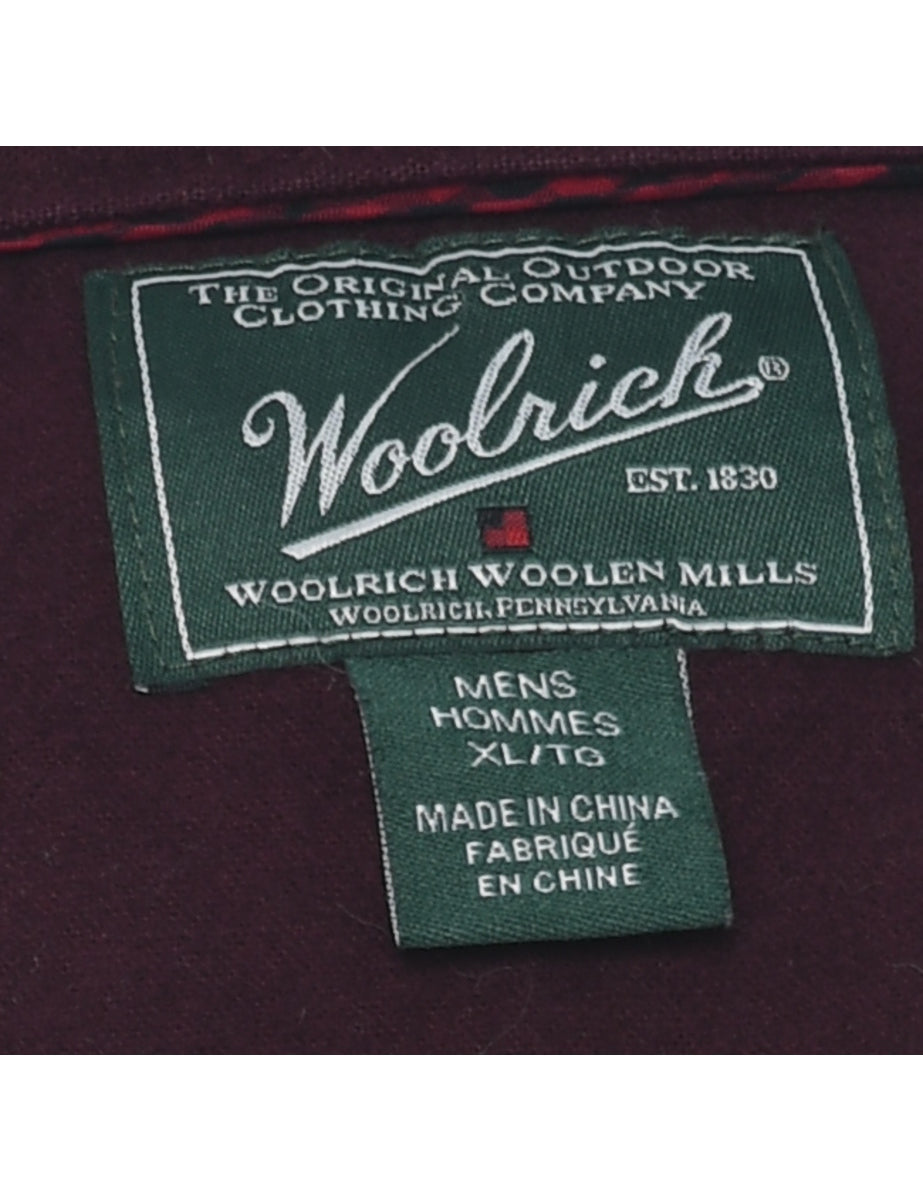 THE ORIGINAL OUTDOOR
CLOTHING COMPANY
Woolrich®
EST. 1830
WOOLRICH WOOLEN MILLS
WOOLRICH, PENNSYLVANIA
MENS
HOMMES
XL/TG
MADE IN CHINA
FABRIQUÉ
EN CHINE